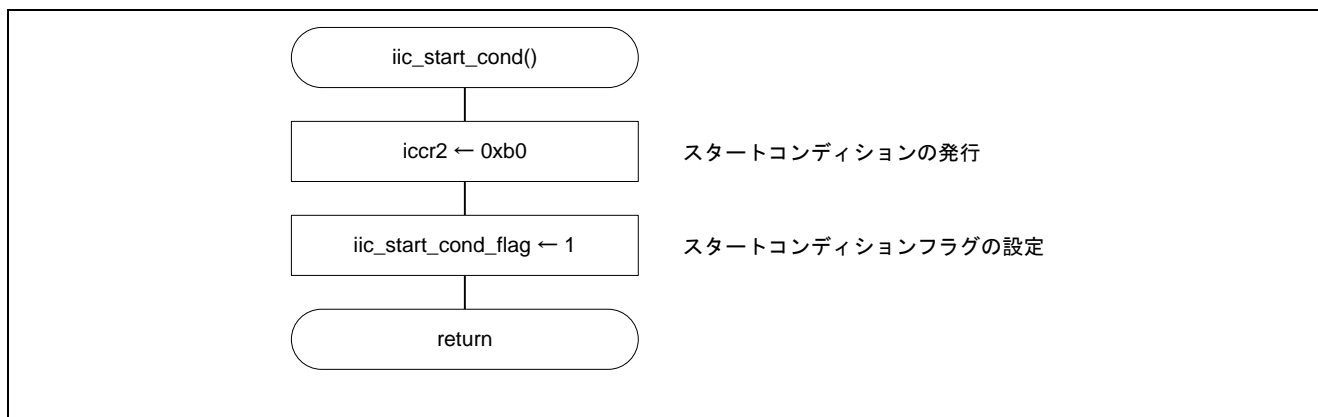 iic_start_cond()
iccr2 ← 0xb0 スタートコンディションの発行
iic_start_cond_flag ← 1 スタートコンディションフラグの設定
return